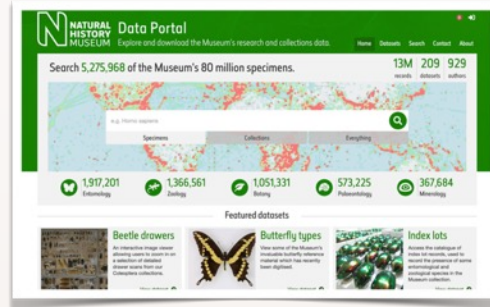 NATURAL
HISTORY
MUSEUM
Data Portal
Explore and download the Museum's research and collections data.
Home Datasets Search Contact About
Search 5,275,968 of the Museum's 80 million specimens.
13M records
209 datasets
929 authors
e.g. Homo sapiens
Specimens Collections Everything
1,917,201
Entomology
1,366,561
Zoology
1,051,331
Botany
573,225
Palaeontology
367,684
Mineralogy
Featured datasets
Beetle drawers
An interactive image viewer
allowing users to zoom in on
a selection of detailed
drawer scans from our
Coleoptera collections.
Butterfly types
View some of the Museum's
invaluable butterfly reference
material which has recently
been digitised.
Index lots
Access the catalogue of
index lot records, used to
record the presence of some
entomological and
zoological species in the
Museum collection.